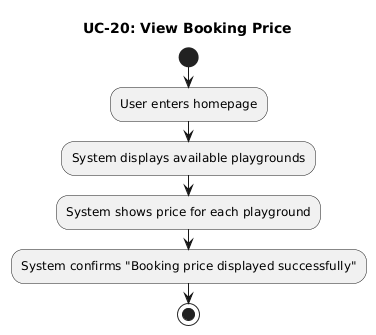 UC-20: View Booking Price
User enters homepage
System displays available playgrounds
System shows price for each playground
System confirms "Booking price displayed successfully"